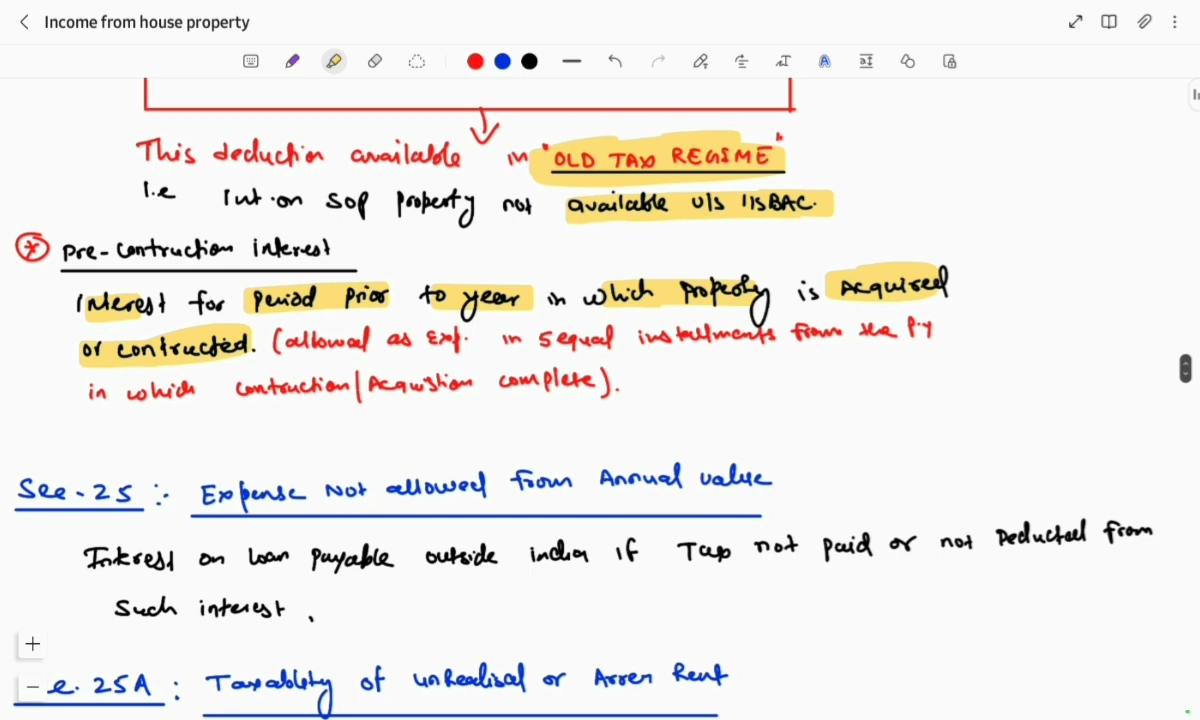 Income from house property
This deduction available in "OLD TAX REGIME"
I.e Int. on SOP property not available u/s 115BAC.
Pre-contruction interest
Interest for period prior to year in which property is Acquired
or contructed. (allowed as Exp. in 5 equal installments from the P.Y
in which contruction/Acquistion complete).
Sec-25 :- Expense Not allowed from Annual value
Interest on loan payable outside india if Tax not paid or not Deducted from
Such interest.
e. 25A : Taxability of unrealised or Arrer Rent